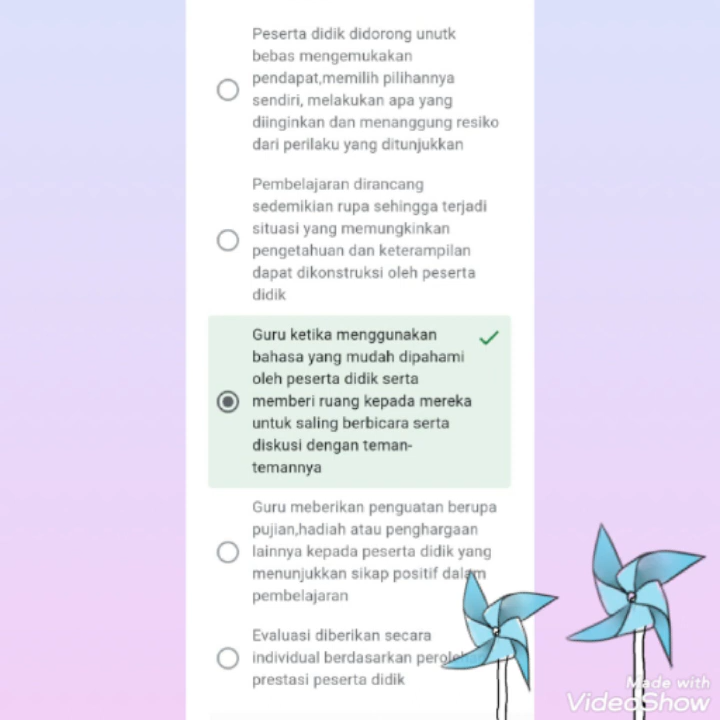 Peserta didik didorong unutk
bebas mengemukakan
pendapat,memilih pilihannya
sendiri, melakukan apa yang
diinginkan dan menanggung resiko
dari perilaku yang ditunjukkan
Pembelajaran dirancang
sedemikian rupa sehingga terjadi
situasi yang memungkinkan
pengetahuan dan keterampilan
dapat dikonstruksi oleh peserta
didik
Guru ketika menggunakan
bahasa yang mudah dipahami
oleh peserta didik serta
memberi ruang kepada mereka
untuk saling berbicara serta
diskusi dengan teman-
temannya
Guru meberikan penguatan berupa
pujian,hadiah atau penghargaan
lainnya kepada peserta didik yang
menunjukkan sikap positif dalam
pembelajaran
Evaluasi diberikan secara
individual berdasarkan
prestasi peserta didik
Made with
VideoShow